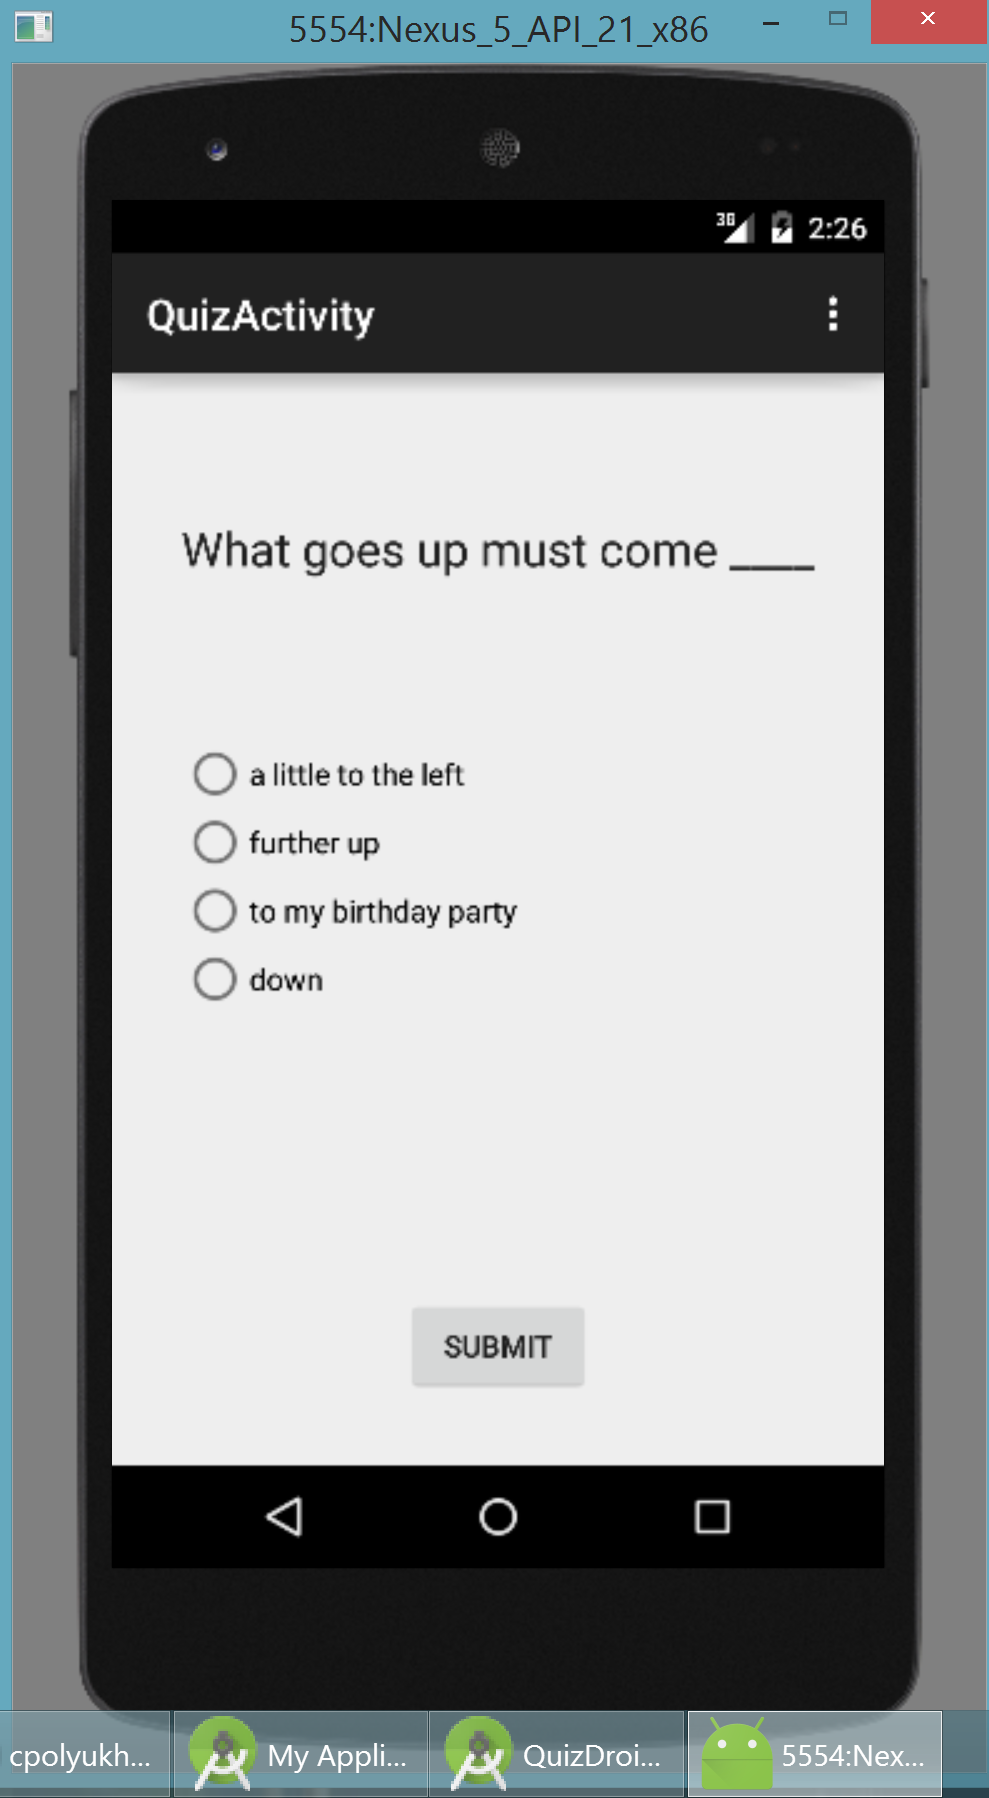 5554:Nexus_5_API_21_x86
3G 2:26
QuizActivity
What goes up must come ____
a little to the left
further up
to my birthday party
down
SUBMIT
cpolyukh... My Appli... QuizDroi... 5554:Nex...